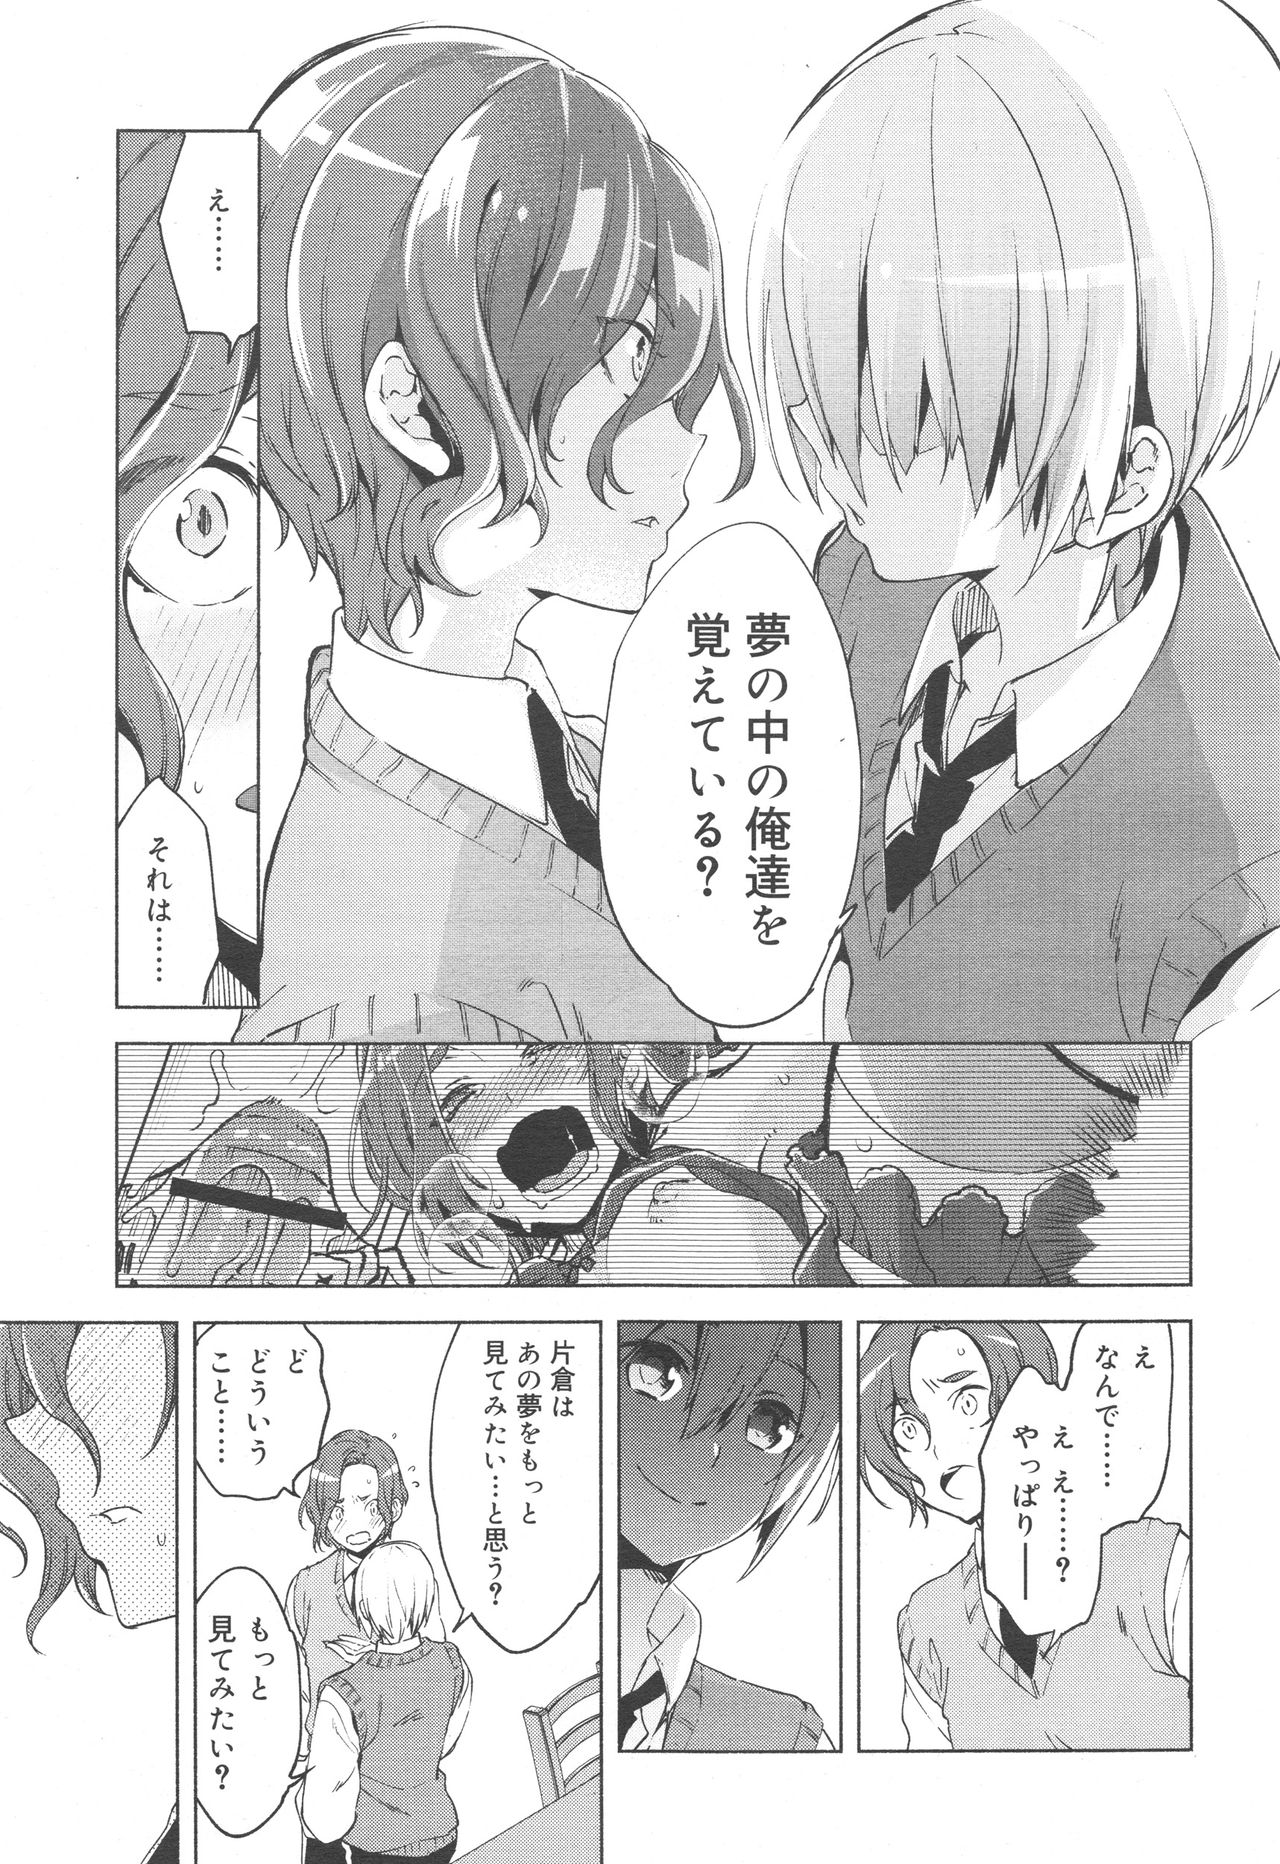 夢の中の俺達を
覚えている?
え……
それは……
え
なんで……
え え……?
やっぱり――
片倉は
あの夢をもっと
見てみたい…と思う?
ど
どういう
こと……
もっと
見てみたい?